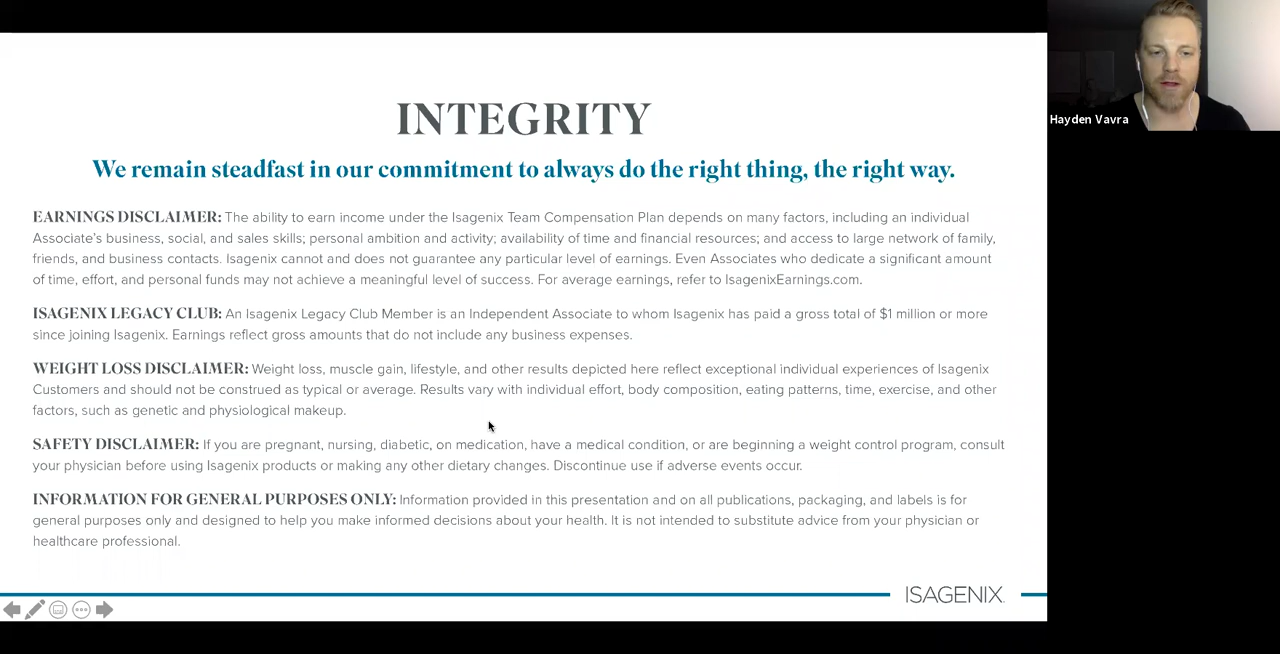 INTEGRITY
We remain steadfast in our commitment to always do the right thing, the right way.
EARNINGS DISCLAIMER: The ability to earn income under the Isagenix Team Compensation Plan depends on many factors, including an individual
Associate's business, social, and sales skills; personal ambition and activity; availability of time and financial resources; and access to large network of family,
friends, and business contacts. Isagenix cannot and does not guarantee any particular level of earnings. Even Associates who dedicate a significant amount
of time, effort, and personal funds may not achieve a meaningful level of success. For average earnings, refer to IsagenixEarnings.com.
ISAGENIX LEGACY CLUB: An Isagenix Legacy Club Member is an Independent Associate to whom Isagenix has paid a gross total of $1 million or more
since joining Isagenix. Earnings reflect gross amounts that do not include any business expenses.
WEIGHT LOSS DISCLAIMER: Weight loss, muscle gain, lifestyle, and other results depicted here reflect exceptional individual experiences of Isagenix
Customers and should not be construed as typical or average. Results vary with individual effort, body composition, eating patterns, time, exercise, and other
factors, such as genetic and physiological makeup.
SAFETY DISCLAIMER: If you are pregnant, nursing, diabetic, on medication, have a medical condition, or are beginning a weight control program, consult
your physician before using Isagenix products or making any other dietary changes. Discontinue use if adverse events occur.
INFORMATION FOR GENERAL PURPOSES ONLY: Information provided in this presentation and on all publications, packaging, and labels is for
general purposes only and designed to help you make informed decisions about your health. It is not intended to substitute advice from your physician or
healthcare professional.
ISAGENIX
Hayden Vavra